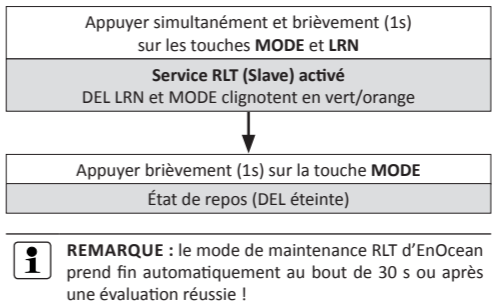 Appuyer simultanément et brièvement (1s)
sur les touches MODE et LRN
Service RLT (Slave) activé
DEL LRN et MODE clignotent en vert/orange
Appuyer brièvement (1s) sur la touche MODE
État de repos (DEL éteinte)
i
REMARQUE : le mode de maintenance RLT d'EnOcean
prend fin automatiquement au bout de 30 s ou après
une évaluation réussie !